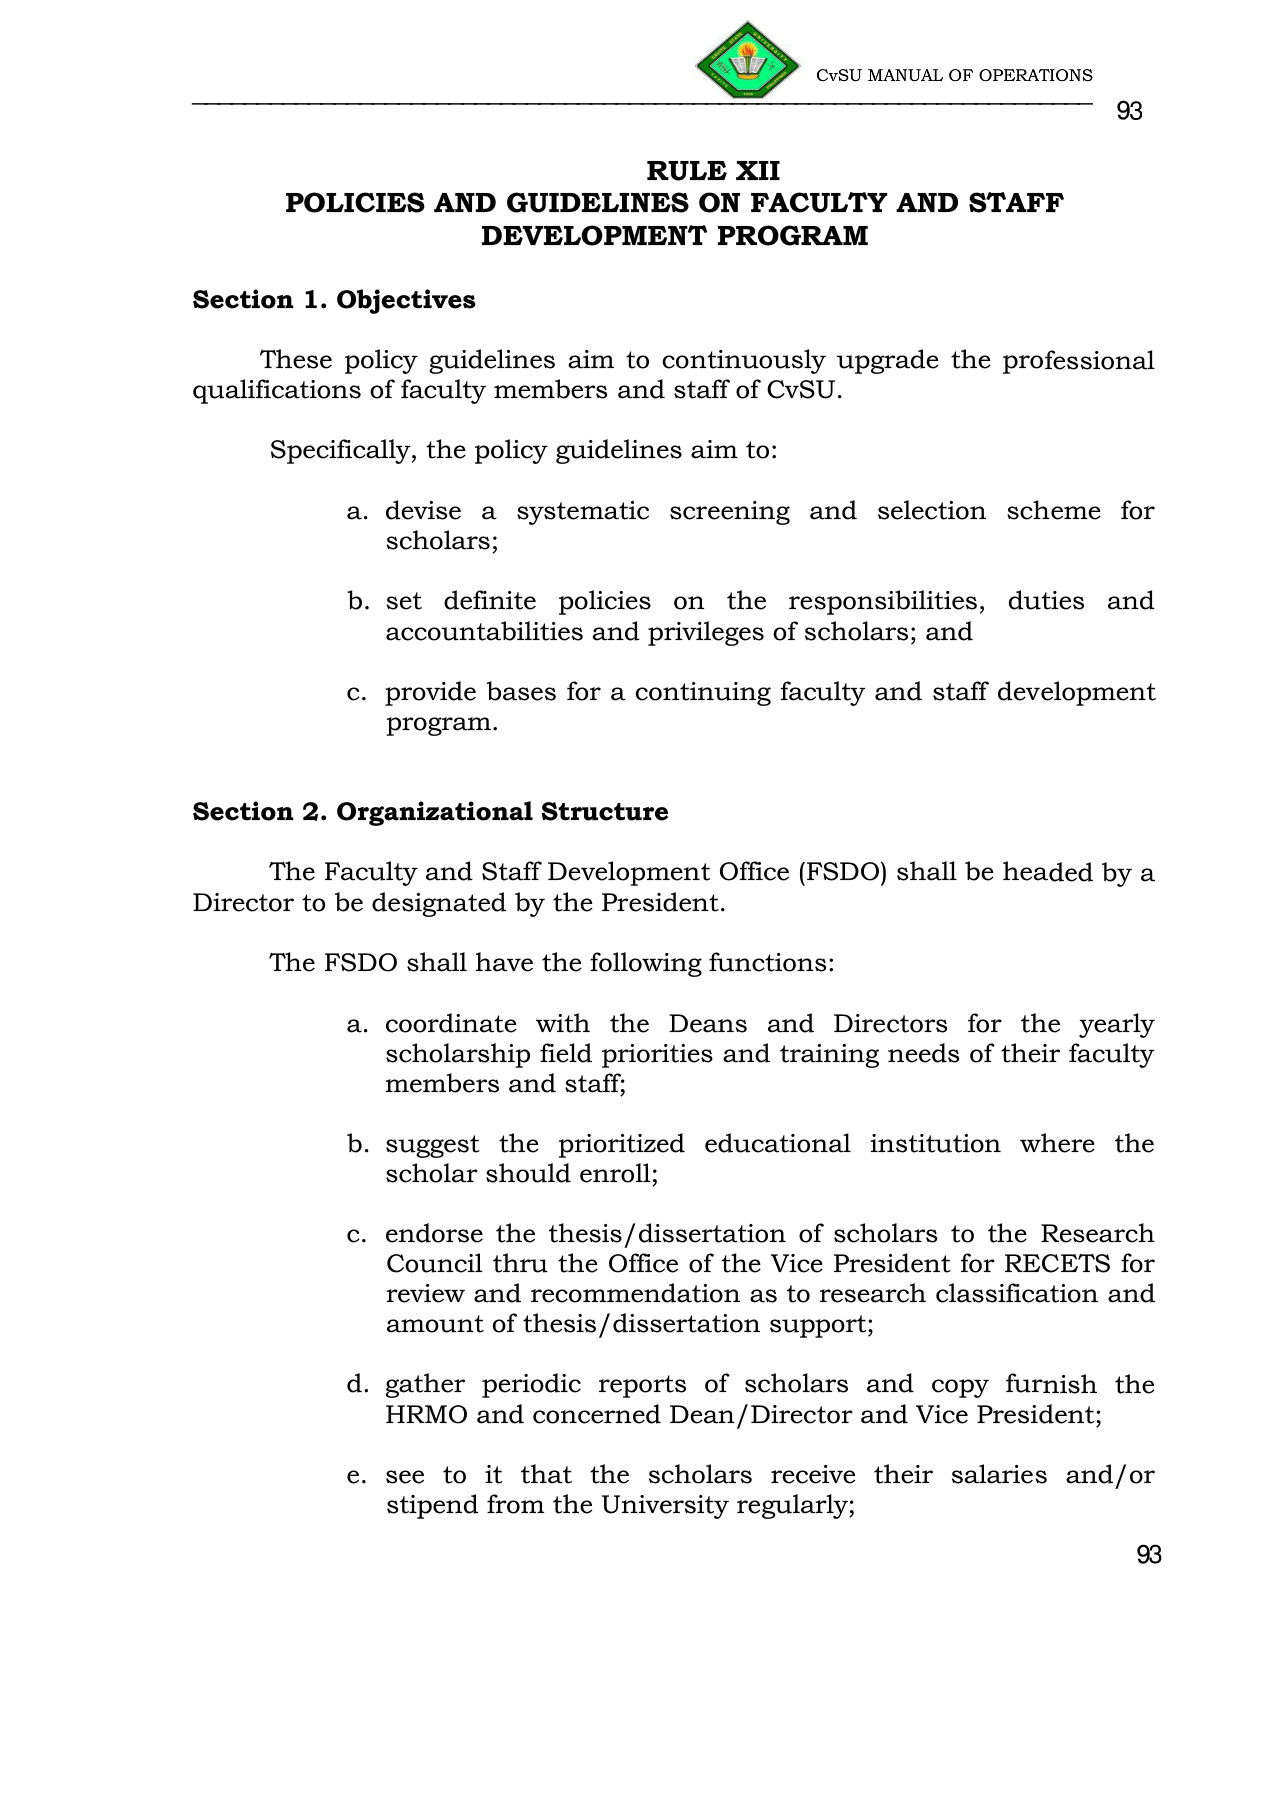 CvSU MANUAL OF OPERATIONS
93
RULE XII
POLICIES AND GUIDELINES ON FACULTY AND STAFF
DEVELOPMENT PROGRAM
Section 1. Objectives
These policy guidelines aim to continuously upgrade the professional
qualifications of faculty members and staff of CvSU.
Specifically, the policy guidelines aim to:
a. devise a systematic screening and selection scheme for
scholars;
b. set definite policies on the responsibilities, duties and
accountabilities and privileges of scholars; and
c. provide bases for a continuing faculty and staff development
program.
Section 2. Organizational Structure
The Faculty and Staff Development Office (FSDO) shall be headed by a
Director to be designated by the President.
The FSDO shall have the following functions:
a. coordinate with the Deans and Directors for the yearly
scholarship field priorities and training needs of their faculty
members and staff;
b. suggest the prioritized educational institution where the
scholar should enroll;
c. endorse the thesis/dissertation of scholars to the Research
Council thru the Office of the Vice President for RECETS for
review and recommendation as to research classification and
amount of thesis/dissertation support;
d. gather periodic reports of scholars and copy furnish the
HRMO and concerned Dean/Director and Vice President;
e. see to it that the scholars receive their salaries and/or
stipend from the University regularly;
93